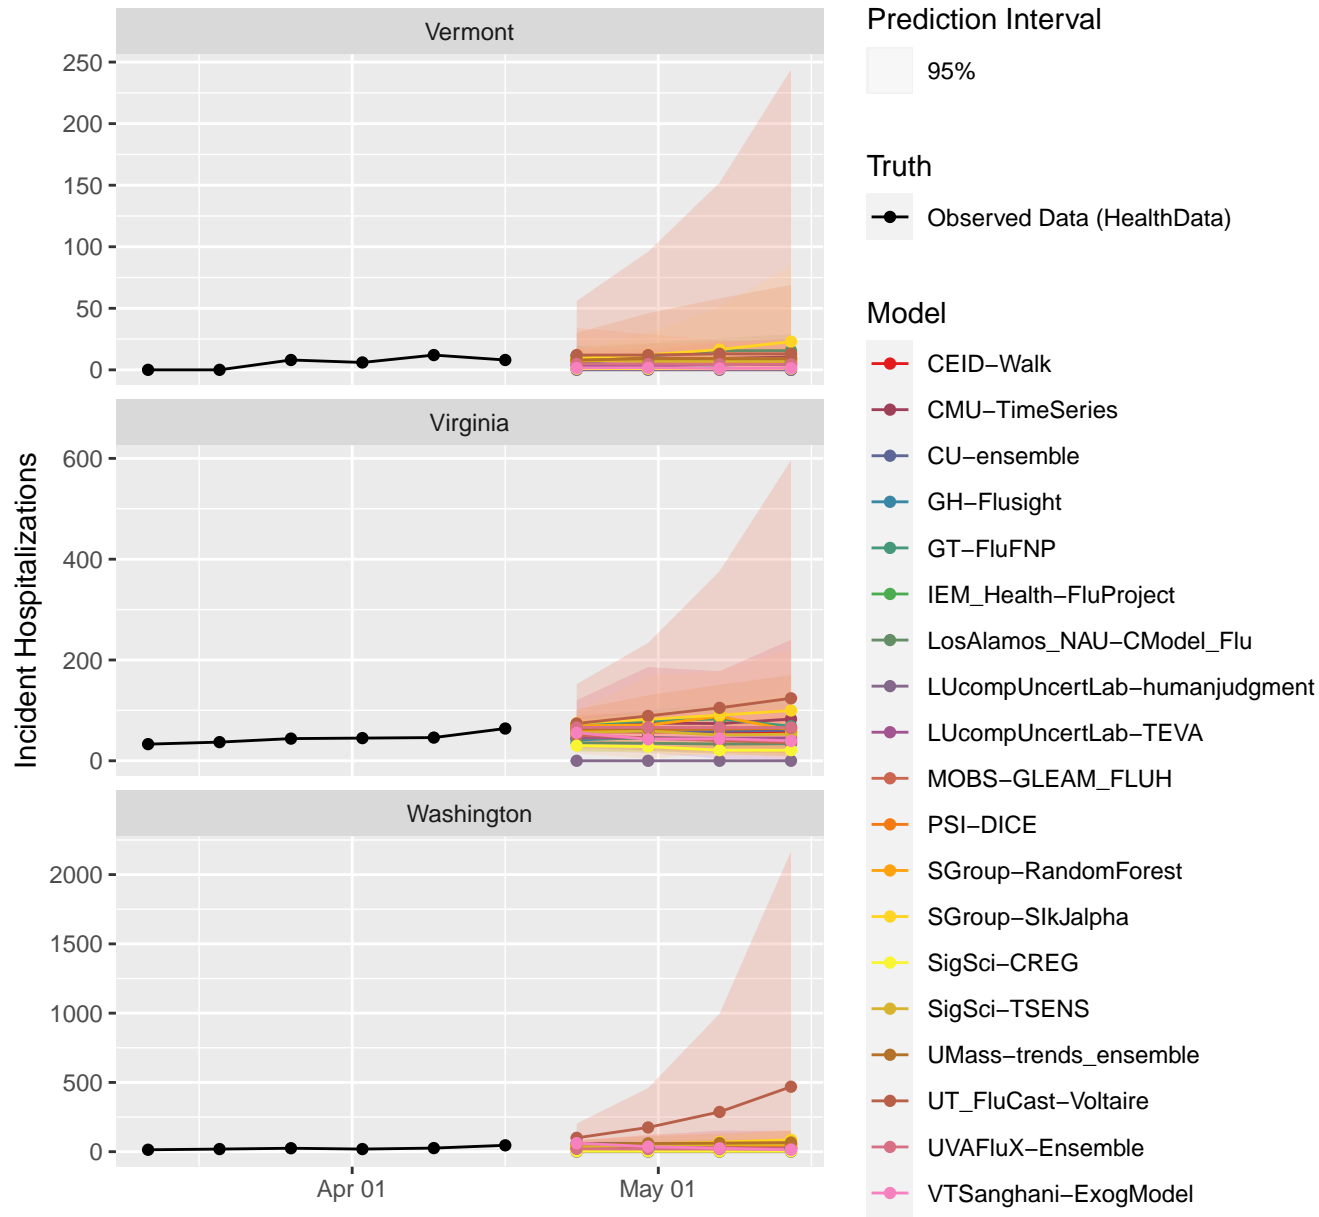 Vermont
250
200
150
100
50
0
Virginia
600
400
200
0
Washington
2000
1500
1000
500
0
Apr 01
May 01
Incident Hospitalizations
Prediction Interval
95%
Truth
Observed Data (HealthData)
Model
CEID−Walk
CMU−TimeSeries
CU−ensemble
GH−Flusight
GT−FluFNP
IEM_Health−FluProject
LosAlamos_NAU−CModel_Flu
LUcompUncertLab−humanjudgment
LUcompUncertLab−TEVA
MOBS−GLEAM_FLUH
PSI−DICE
SGroup−RandomForest
SGroup−SIkJalpha
SigSci−CREG
SigSci−TSENS
UMass−trends_ensemble
UT_FluCast−Voltaire
UVAFluX−Ensemble
VTSanghani−ExogModel